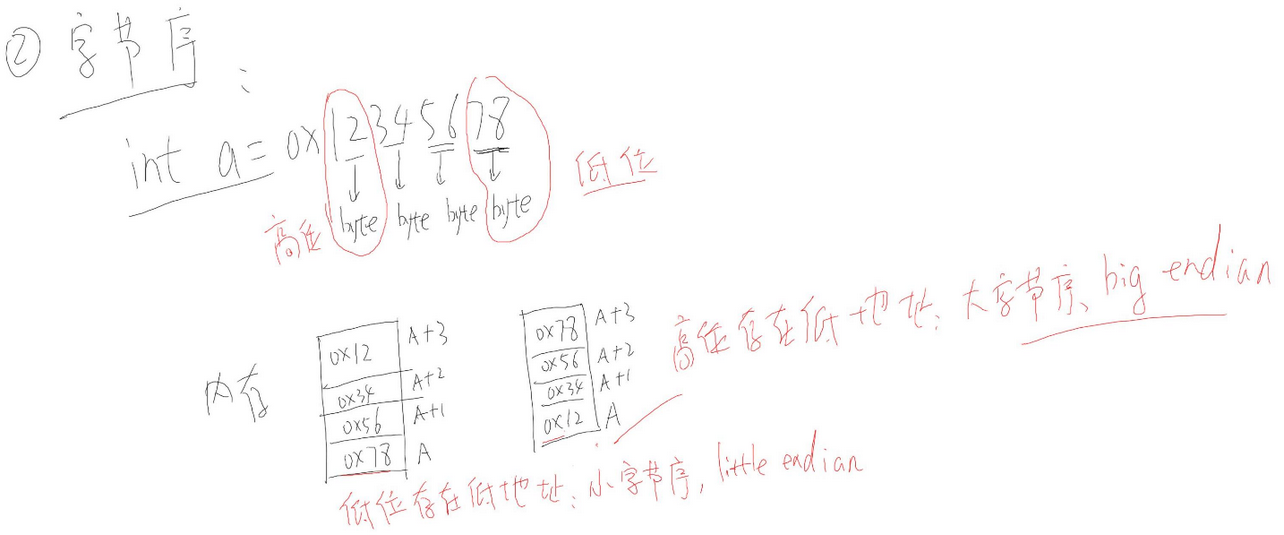 ② 字节序:
int a = 0x12345678
byte byte byte byte
高位
低位
内存
0x12 A+3
0x34 A+2
0x56 A+1
0x78 A
0x78 A+3
0x56 A+2
0x34 A+1
0x12 A
高位存在低地址: 大字节序, big endian
低位存在低地址: 小字节序, little endian